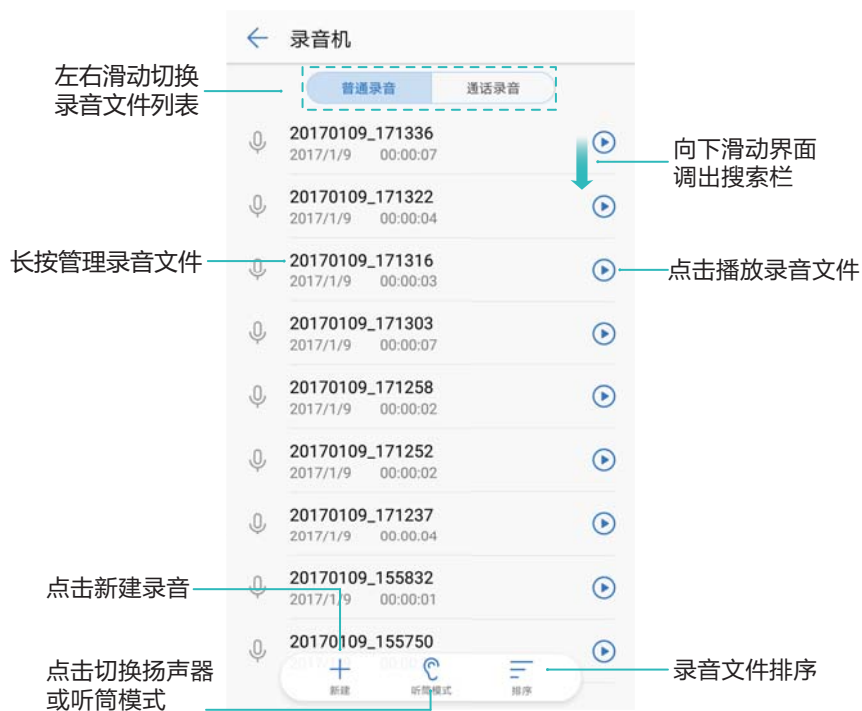 录音机
左右滑动切换
录音文件列表
普通录音 通话录音
20170109_171336
2017/1/9 00:00:07
向下滑动界面
调出搜索栏
20170109_171322
2017/1/9 00:00:04
长按管理录音文件
20170109_171316
2017/1/9 00:00:03
点击播放录音文件
20170109_171303
2017/1/9 00:00:07
20170109_171258
2017/1/9 00:00:02
20170109_171252
2017/1/9 00:00:02
20170109_171237
2017/1/9 00.00.04
点击新建录音
20170109_155832
2017/1/9 00:00:01
20170109_155750
点击切换扬声器
或听筒模式
新建 听筒模式 排序
录音文件排序